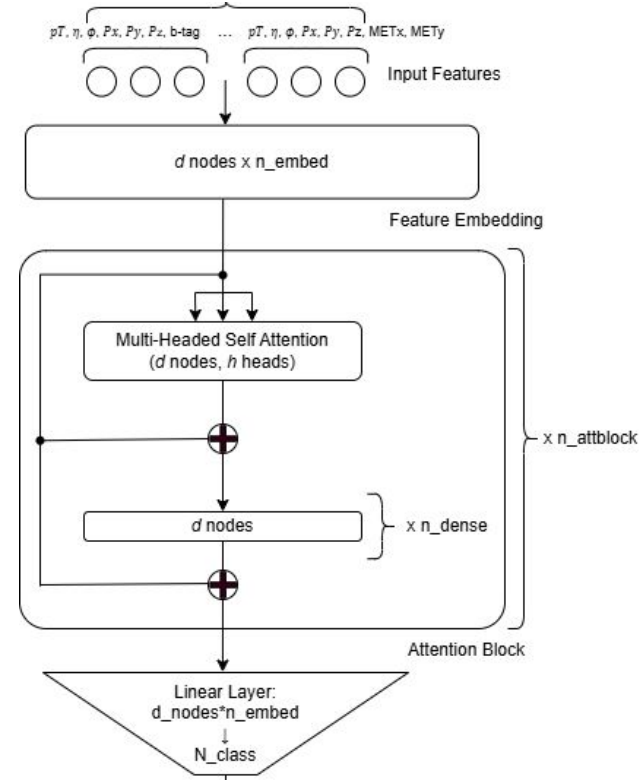 pT, η, φ, Px, Py, Pz, b-tag ... pT, η, φ, Px, Py, Pz, METx, METy
Input Features
d nodes x n_embed
Feature Embedding
Multi-Headed Self Attention
(d nodes, h heads)
x n_attblock
d nodes
x n_dense
Attention Block
Linear Layer:
d_nodes*n_embed
↓
N_class